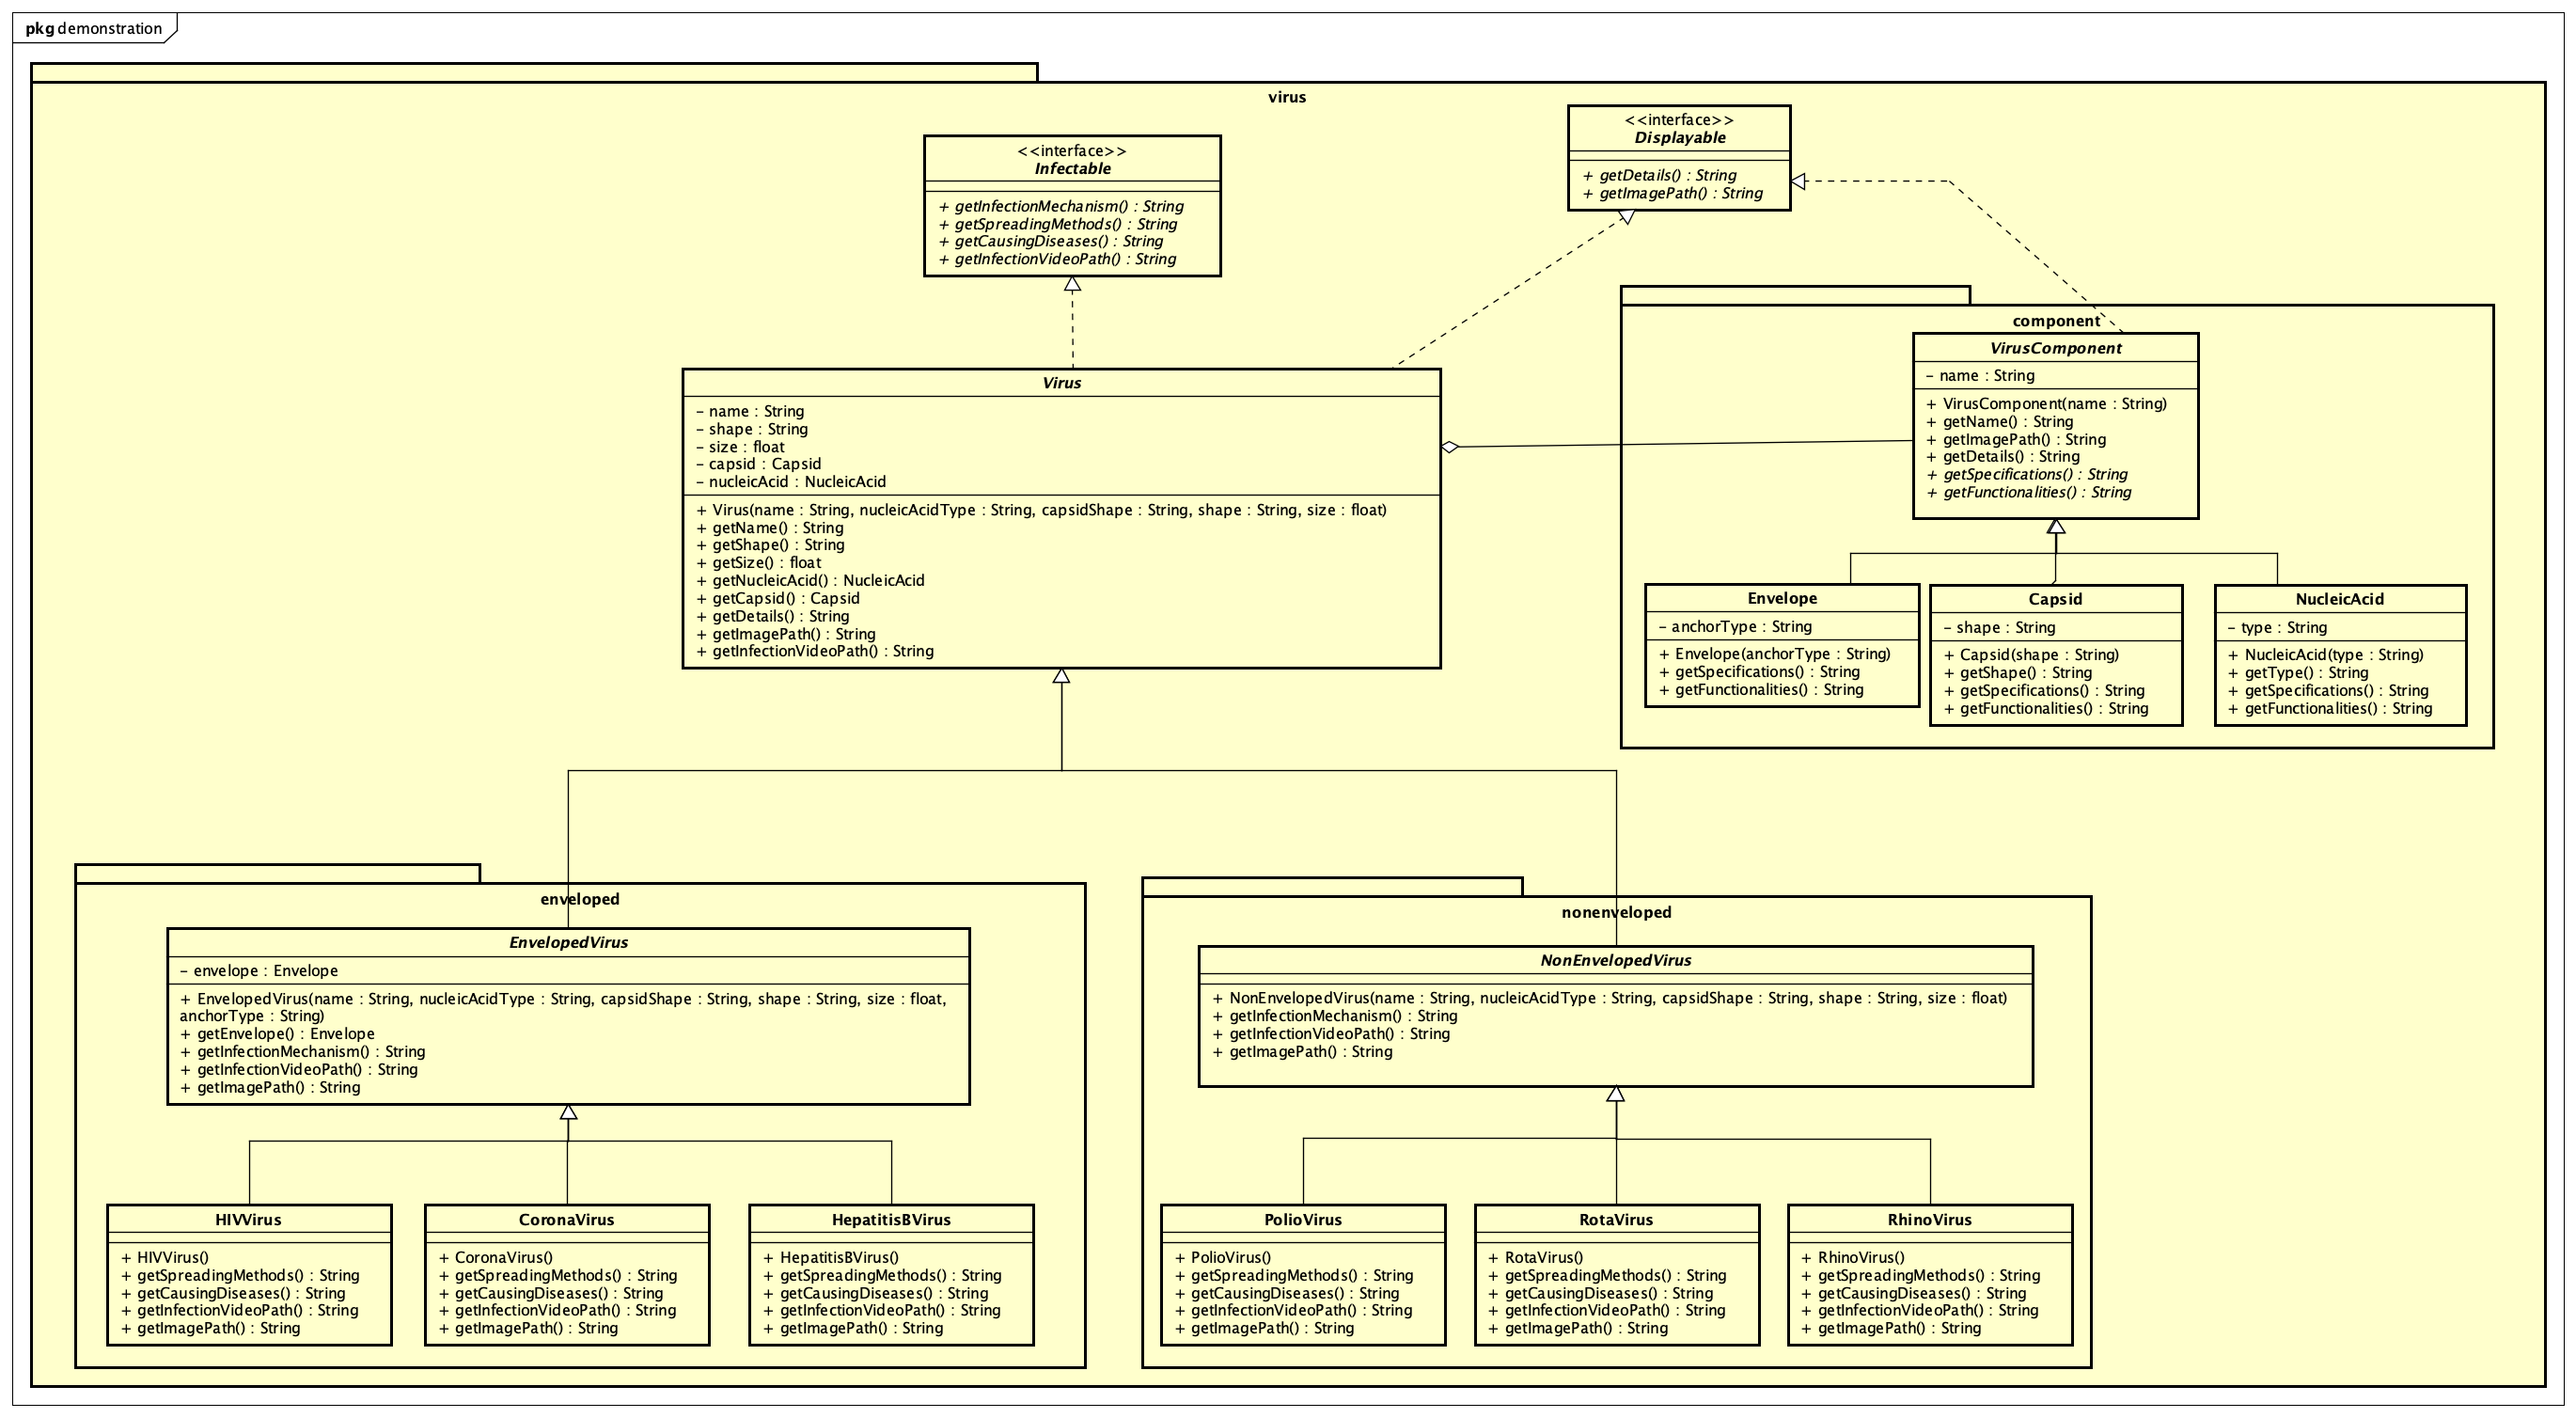 pkg demonstration
virus
<<interface>>
Infectable
+ getInfectionMechanism() : String
+ getSpreadingMethods() : String
+ getCausingDiseases() : String
+ getInfectionVideoPath() : String
<<interface>>
Displayable
+ getDetails() : String
+ getImagePath() : String
Virus
- name : String
- shape : String
- size : float
- capsid : Capsid
- nucleicAcid : NucleicAcid
+ Virus(name : String, nucleicAcidType : String, capsidShape : String, shape : String, size : float)
+ getName() : String
+ getShape() : String
+ getSize() : float
+ getNucleicAcid() : NucleicAcid
+ getCapsid() : Capsid
+ getDetails() : String
+ getImagePath() : String
+ getInfectionVideoPath() : String
component
VirusComponent
- name : String
+ VirusComponent(name : String)
+ getName() : String
+ getImagePath() : String
+ getDetails() : String
+ getSpecifications() : String
+ getFunctionalities() : String
Envelope
- anchorType : String
+ Envelope(anchorType : String)
+ getSpecifications() : String
+ getFunctionalities() : String
Capsid
- shape : String
+ Capsid(shape : String)
+ getShape() : String
+ getSpecifications() : String
+ getFunctionalities() : String
NucleicAcid
- type : String
+ NucleicAcid(type : String)
+ getType() : String
+ getSpecifications() : String
+ getFunctionalities() : String
enveloped
EnvelopedVirus
- envelope : Envelope
+ EnvelopedVirus(name : String, nucleicAcidType : String, capsidShape : String, shape : String, size : float,
anchorType : String)
+ getEnvelope() : Envelope
+ getInfectionMechanism() : String
+ getInfectionVideoPath() : String
+ getImagePath() : String
HIVVirus
+ HIVVirus()
+ getSpreadingMethods() : String
+ getCausingDiseases() : String
+ getInfectionVideoPath() : String
+ getImagePath() : String
CoronaVirus
+ CoronaVirus()
+ getSpreadingMethods() : String
+ getCausingDiseases() : String
+ getInfectionVideoPath() : String
+ getImagePath() : String
HepatitisBVirus
+ HepatitisBVirus()
+ getSpreadingMethods() : String
+ getCausingDiseases() : String
+ getInfectionVideoPath() : String
+ getImagePath() : String
nonenveloped
NonEnvelopedVirus
+ NonEnvelopedVirus(name : String, nucleicAcidType : String, capsidShape : String, shape : String, size : float)
+ getInfectionMechanism() : String
+ getInfectionVideoPath() : String
+ getImagePath() : String
PolioVirus
+ PolioVirus()
+ getSpreadingMethods() : String
+ getCausingDiseases() : String
+ getInfectionVideoPath() : String
+ getImagePath() : String
RotaVirus
+ RotaVirus()
+ getSpreadingMethods() : String
+ getCausingDiseases() : String
+ getInfectionVideoPath() : String
+ getImagePath() : String
RhinoVirus
+ RhinoVirus()
+ getSpreadingMethods() : String
+ getCausingDiseases() : String
+ getInfectionVideoPath() : String
+ getImagePath() : String